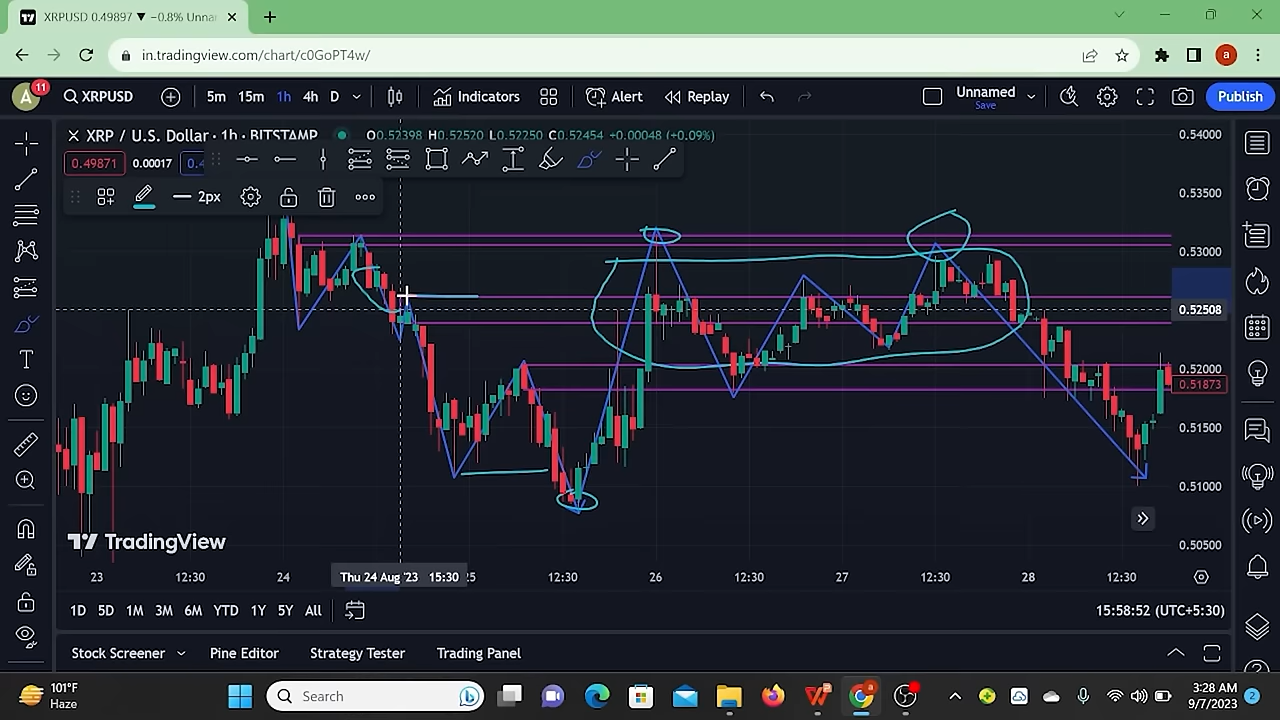 XRPUSD 0.49897 ▼ −0.8% Unna
in.tradingview.com/chart/c0GoPT4w/
a
A 11 XRPUSD 5m 15m 1h 4h D Indicators Alert Replay Unnamed Save Publish
XRP / U.S. Dollar · 1h · BITSTAMP O0.52398 H0.52520 L0.52250 C0.52454 +0.00048 (+0.09%)
0.49871 0.00017 0.4
2px
0.54000
0.53500
0.53000
0.52508
0.52000
0.51873
0.51500
0.51000
0.50500
TradingView
23 12:30 24 Thu 24 Aug '23 15:30 25 12:30 26 12:30 27 12:30 28 12:30
1D 5D 1M 3M 6M YTD 1Y 5Y All 15:58:52 (UTC+5:30)
Stock Screener Pine Editor Strategy Tester Trading Panel
101°F
Haze
Search
3:28 AM
9/7/2023
2